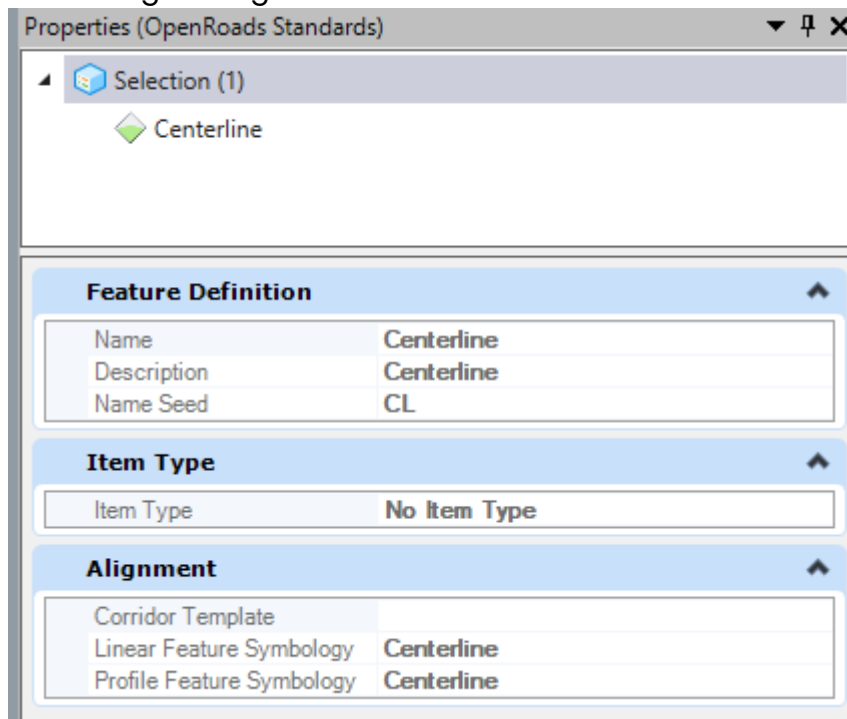 Properties (OpenRoads Standards)
Selection (1)
Centerline
Feature Definition
Name Centerline
Description Centerline
Name Seed CL
Item Type
Item Type No Item Type
Alignment
Corridor Template
Linear Feature Symbology Centerline
Profile Feature Symbology Centerline